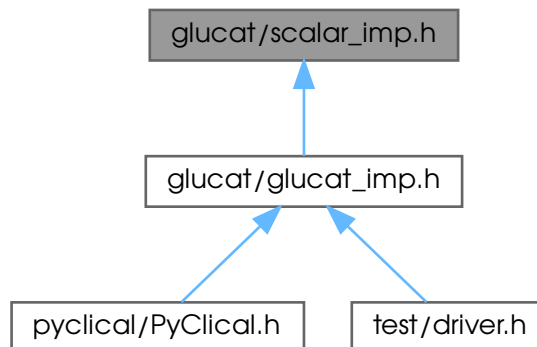 glucat/scalar_imp.h
glucat/glucat_imp.h
pyclical/PyClical.h
test/driver.h